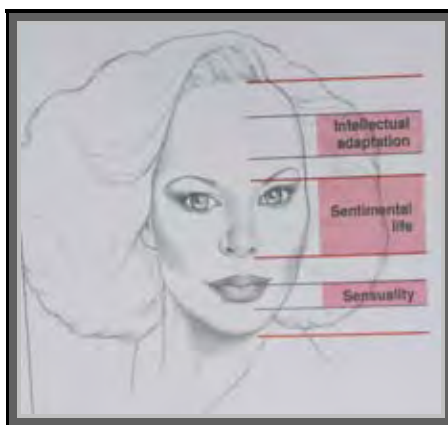 Intellectual
adaptation
Sentimental
life
Sensuality